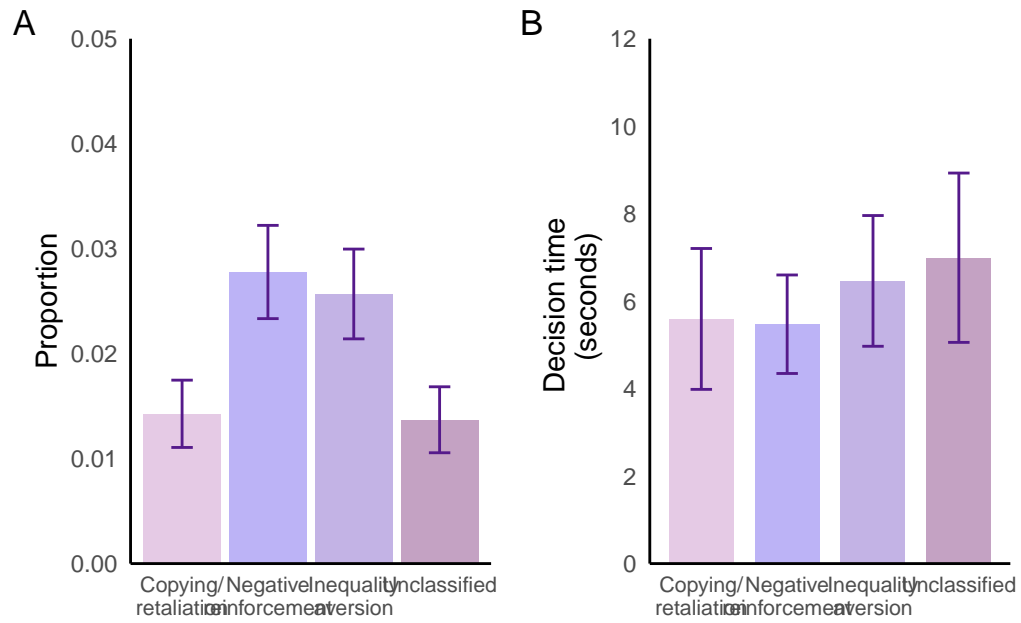 A
B
Proportion
0.05
0.04
0.03
0.02
0.01
0.00
Copying/
retaliation
Negative
reinforcement
Inequality
aversion
Unclassified
Decision time
(seconds)
12
10
8
6
4
2
0
Copying/
retaliation
Negative
reinforcement
Inequality
aversion
Unclassified